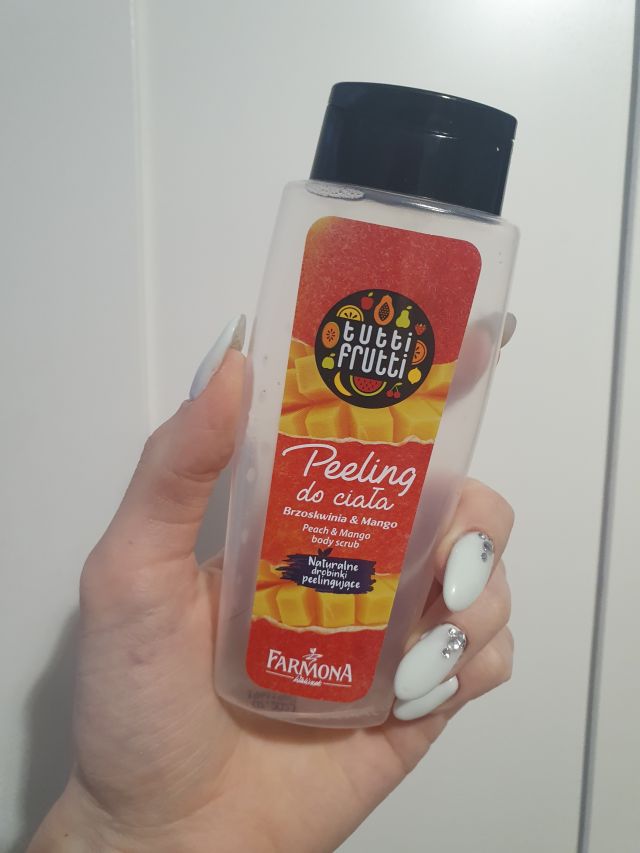 tutti
frutti
Peeling
do ciała
Brzoskwinia & Mango
Peach & Mango
body scrub
Naturalne
drobinki
peelingujące
FARMONA